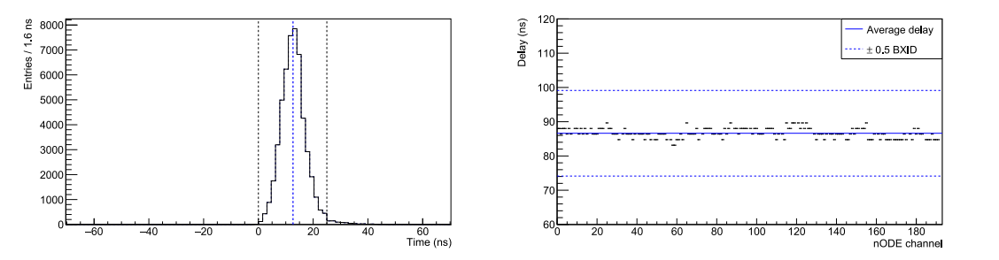 Entries / 1.6 ns
8000
7000
6000
5000
4000
3000
2000
1000
0
−60 −40 −20 0 20 40 60
Time (ns)
Delay (ns)
120
110
100
90
80
70
60
Average delay
± 0.5 BXID
0 20 40 60 80 100 120 140 160 180
nODE channel